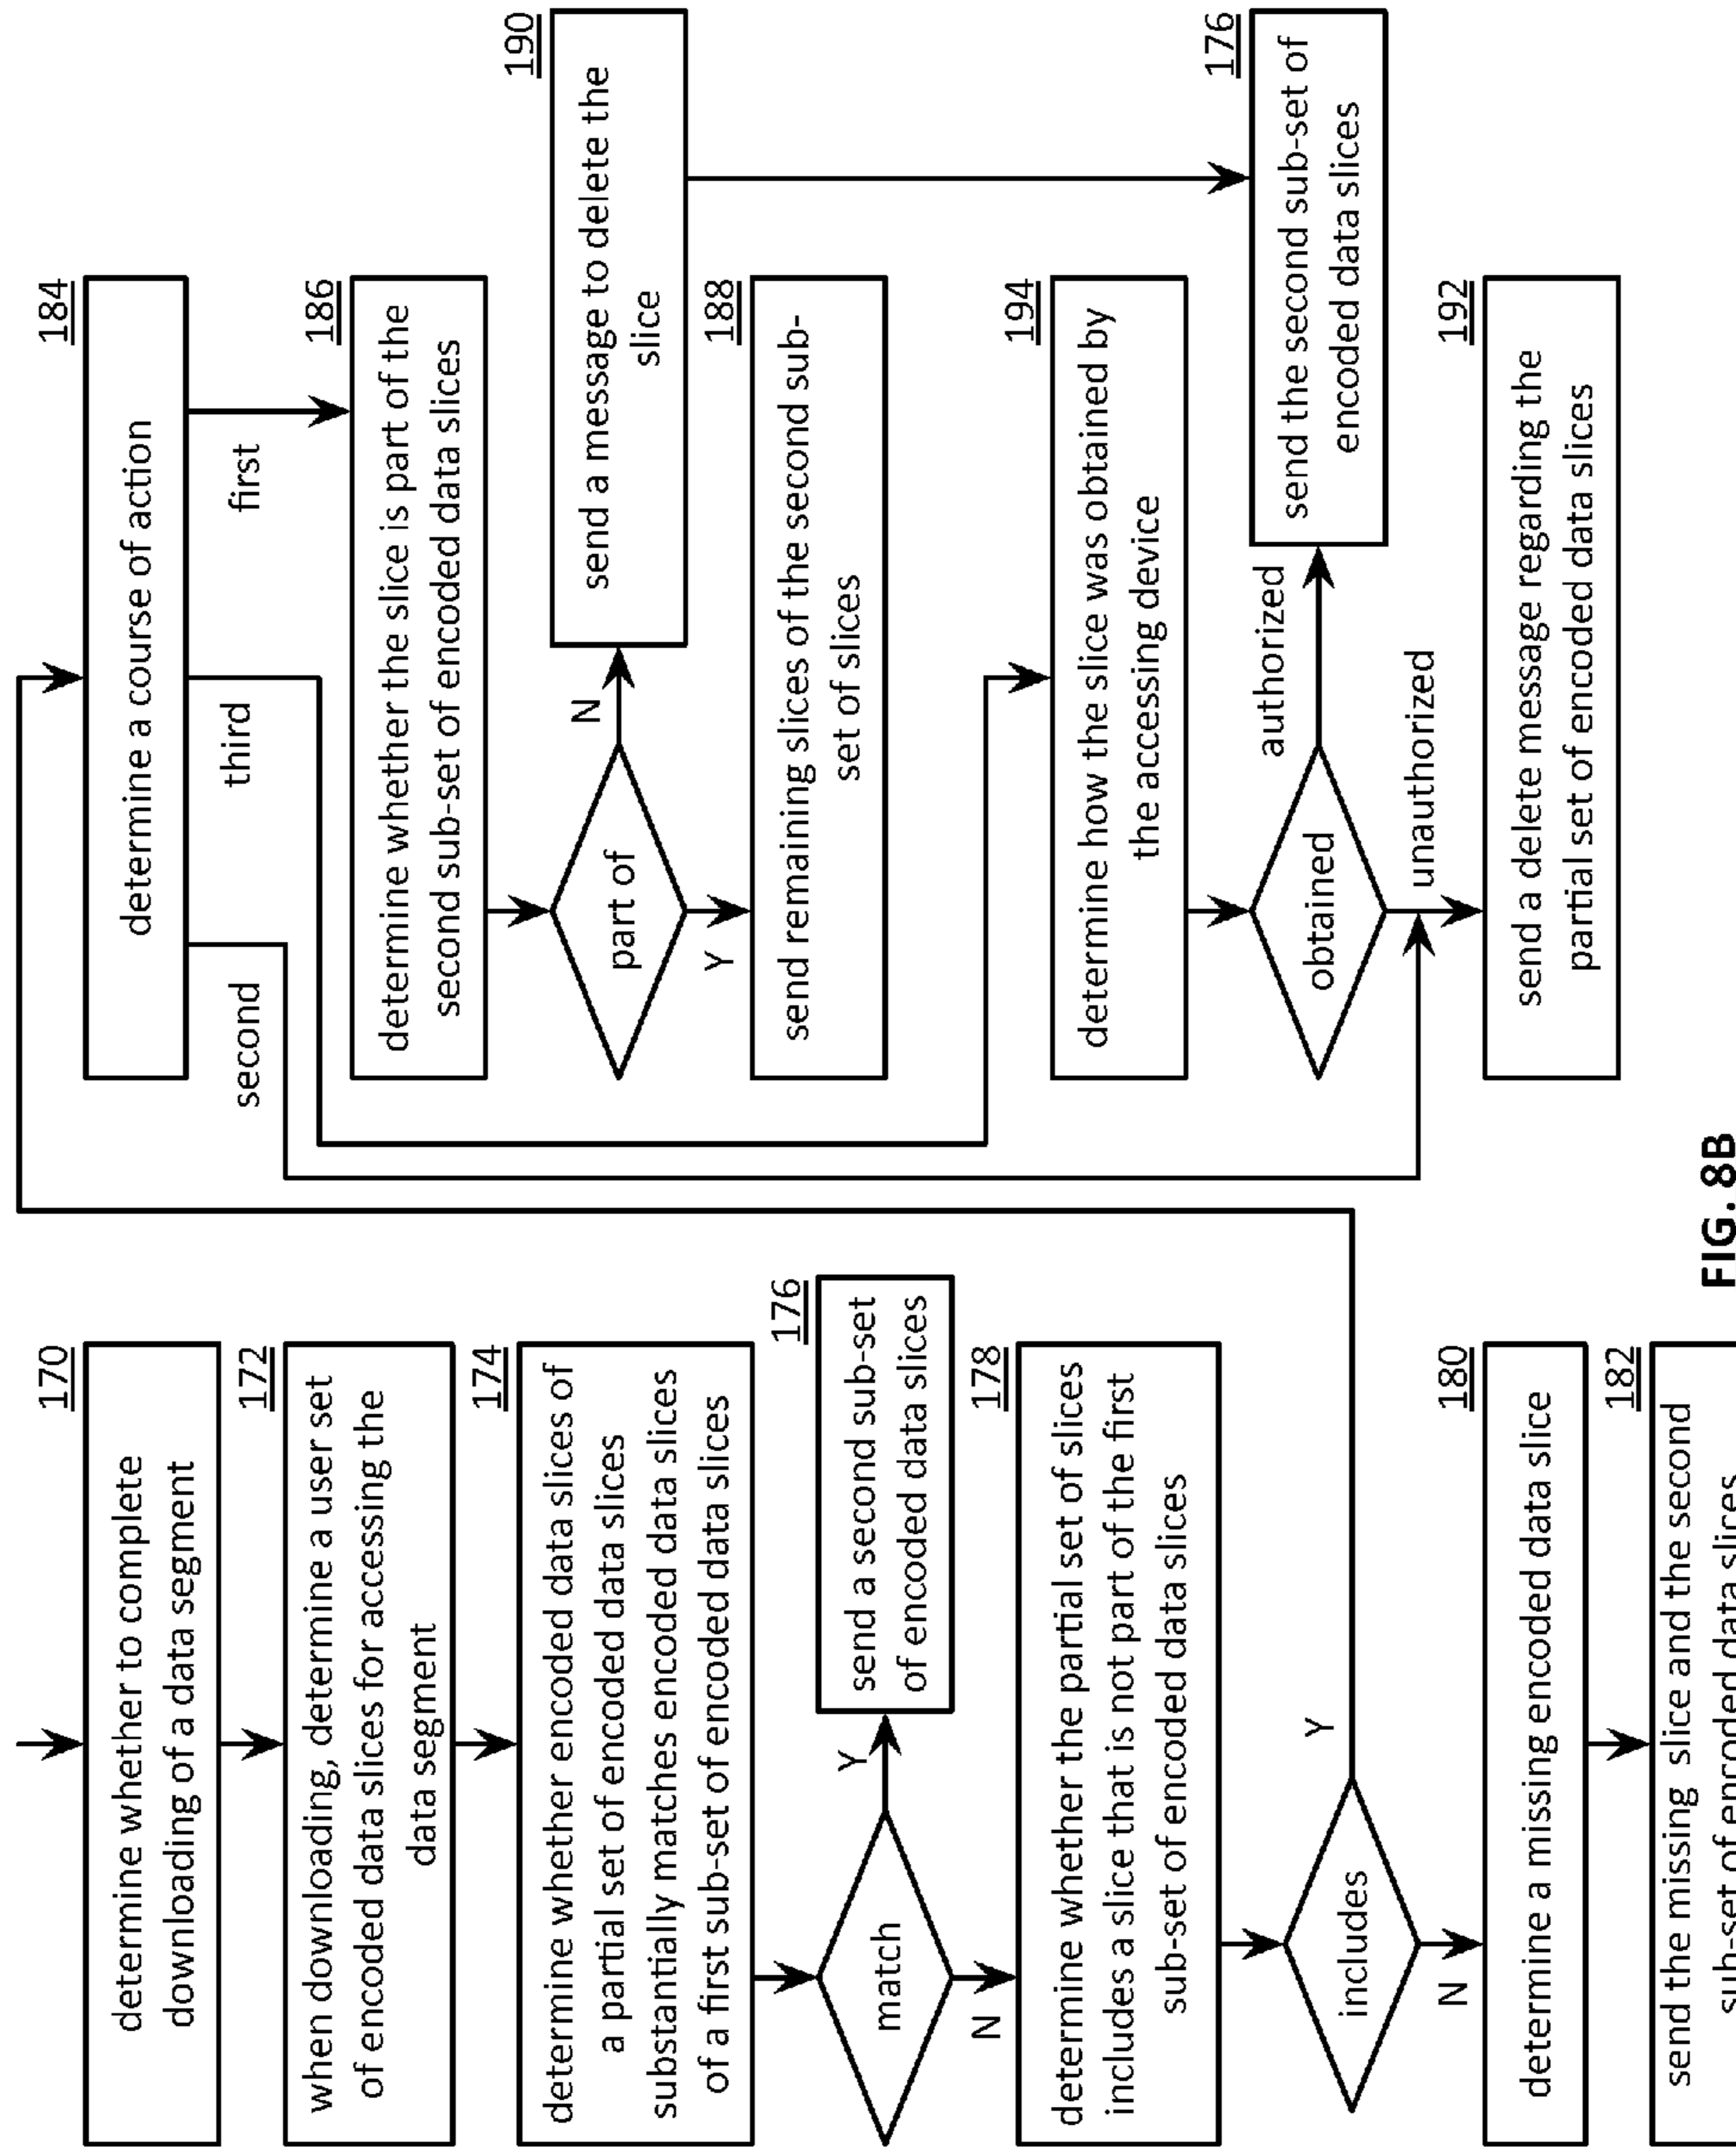 170
determine whether to complete
downloading of a data segment
172
when downloading, determine a user set
of encoded data slices for accessing the
data segment
174
determine whether encoded data slices of
a partial set of encoded data slices
substantially matches encoded data slices
of a first sub-set of encoded data slices
match
Y
176
send a second sub-set
of encoded data slices
N
178
determine whether the partial set of slices
includes a slice that is not part of the first
sub-set of encoded data slices
includes
Y
N
180
determine a missing encoded data slice
182
send the missing slice and the second
sub-set of encoded data slices
184
determine a course of action
second
third
first
186
determine whether the slice is part of the
second sub-set of encoded data slices
part of
N
190
send a message to delete the
slice
Y
188
send remaining slices of the second sub-
set of slices
194
determine how the slice was obtained by
the accessing device
obtained
authorized
176
send the second sub-set of
encoded data slices
unauthorized
192
send a delete message regarding the
partial set of encoded data slices
FIG. 8B